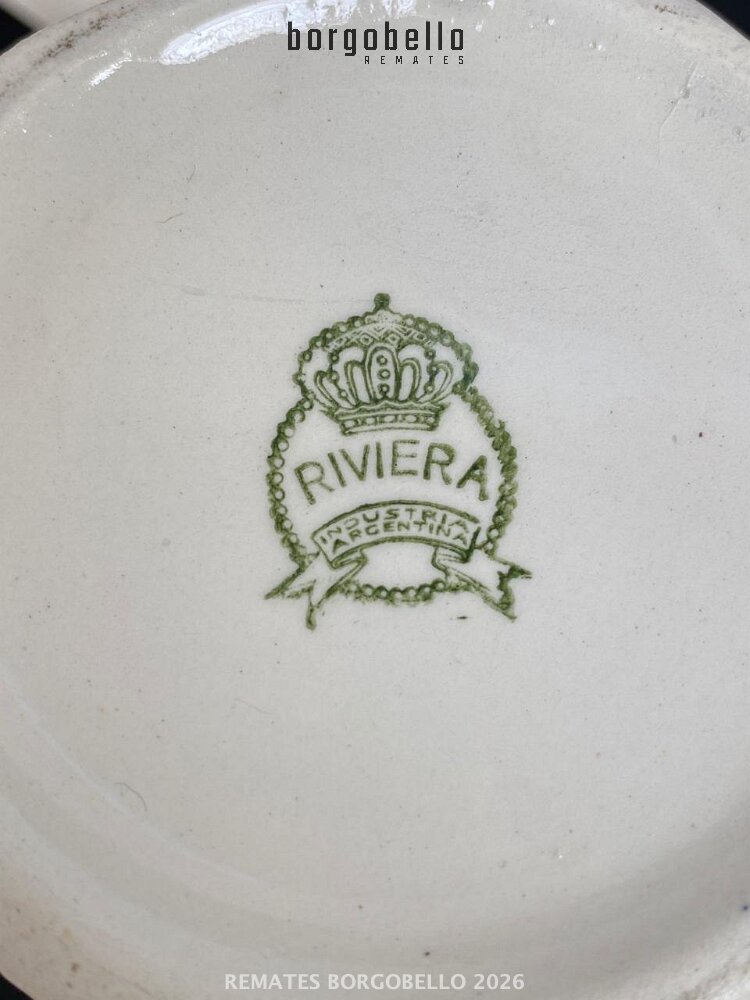 borgobello
REMATES
RIVIERA
INDUSTRIA
ARGENTINA
REMATES BORGOBELLO 2026